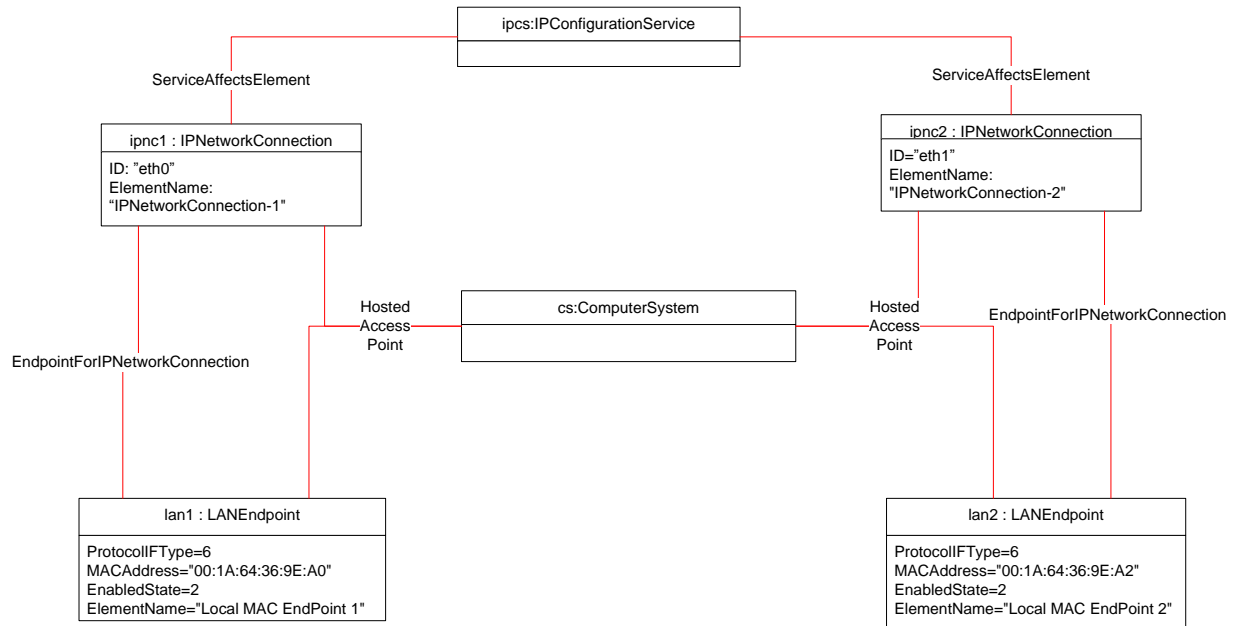 ipcs:IPConfigurationService
ServiceAffectsElement
ServiceAffectsElement
ipnc1 : IPNetworkConnection
ID: ”eth0”
ElementName:
“IPNetworkConnection-1"
ipnc2 : IPNetworkConnection
ID=”eth1”
ElementName:
"IPNetworkConnection-2"
Hosted
Access
Point
cs:ComputerSystem
Hosted
Access
Point
EndpointForIPNetworkConnection
EndpointForIPNetworkConnection
lan1 : LANEndpoint
ProtocolIFType=6
MACAddress="00:1A:64:36:9E:A0"
EnabledState=2
ElementName="Local MAC EndPoint 1"
lan2 : LANEndpoint
ProtocolIFType=6
MACAddress="00:1A:64:36:9E:A2"
EnabledState=2
ElementName="Local MAC EndPoint 2"